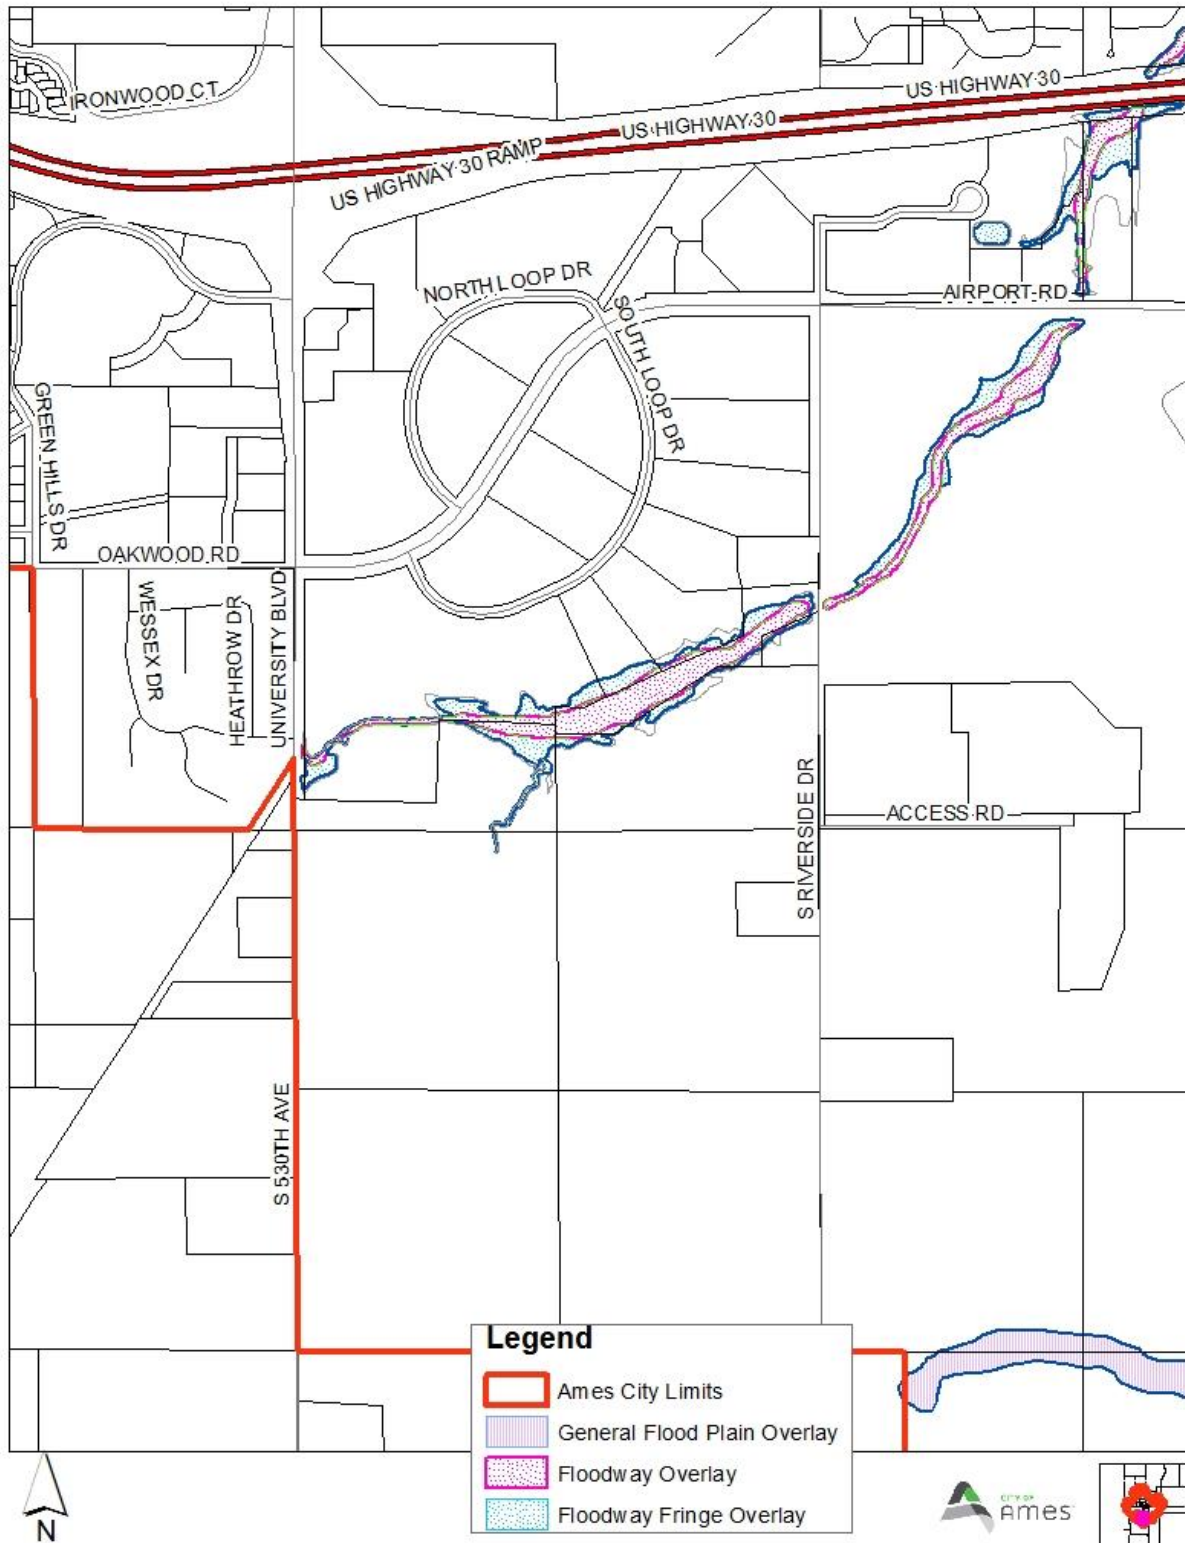 IRONWOOD CT
US HIGHWAY 30
US HIGHWAY 30
US HIGHWAY 30 RAMP
NORTH LOOP DR
SOUTH LOOP DR
AIRPORT RD
GREEN HILLS DR
OAKWOOD RD
WESSEX DR
HEATHROW DR
UNIVERSITY BLVD
S RIVERSIDE DR
ACCESS RD
S 530TH AVE
Legend
Ames City Limits
General Flood Plain Overlay
Floodway Overlay
Floodway Fringe Overlay
N
CITY OF
Ames